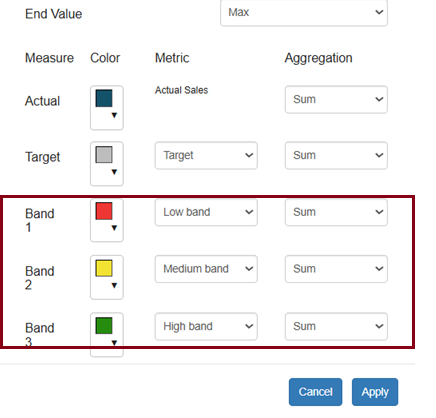 End Value Max
Measure Color Metric Aggregation
Actual Actual Sales Sum
Target Target Sum
Band
1 Low band Sum
Band
2 Medium band Sum
Band
3 High band Sum
Cancel Apply